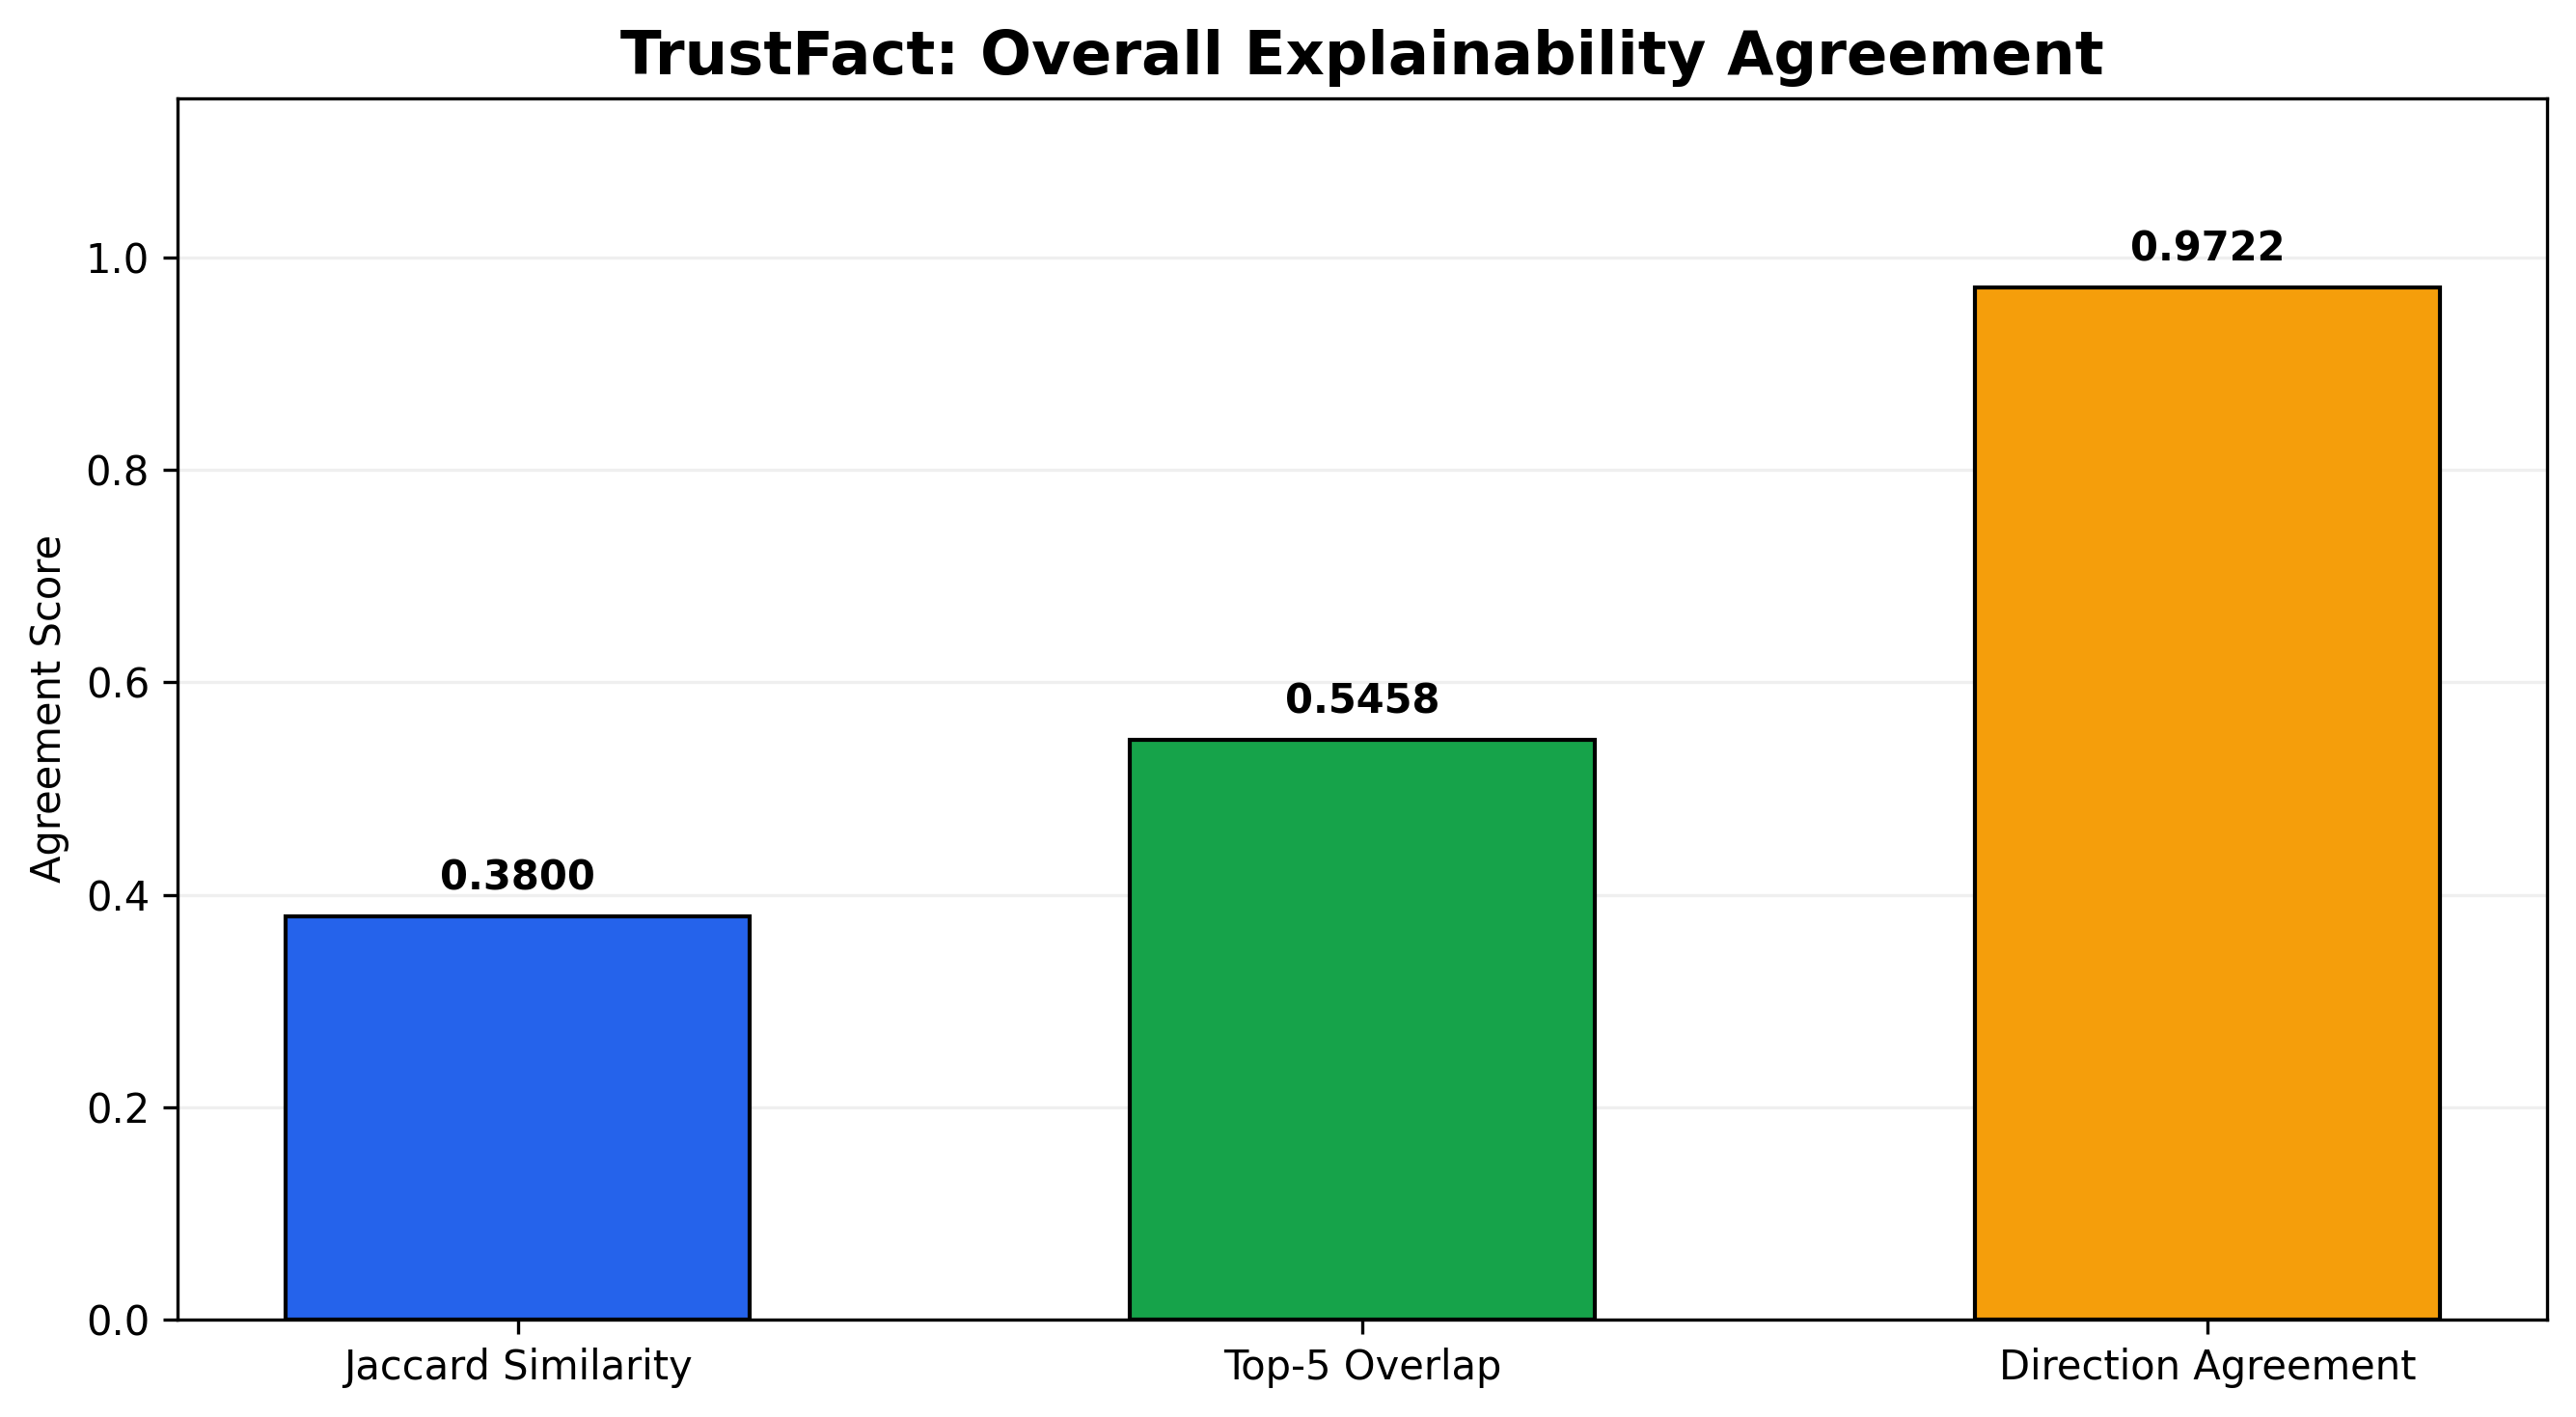 TrustFact: Overall Explainability Agreement
Agreement Score
1.0
0.8
0.6
0.4
0.2
0.0
0.3800
0.5458
0.9722
Jaccard Similarity
Top-5 Overlap
Direction Agreement